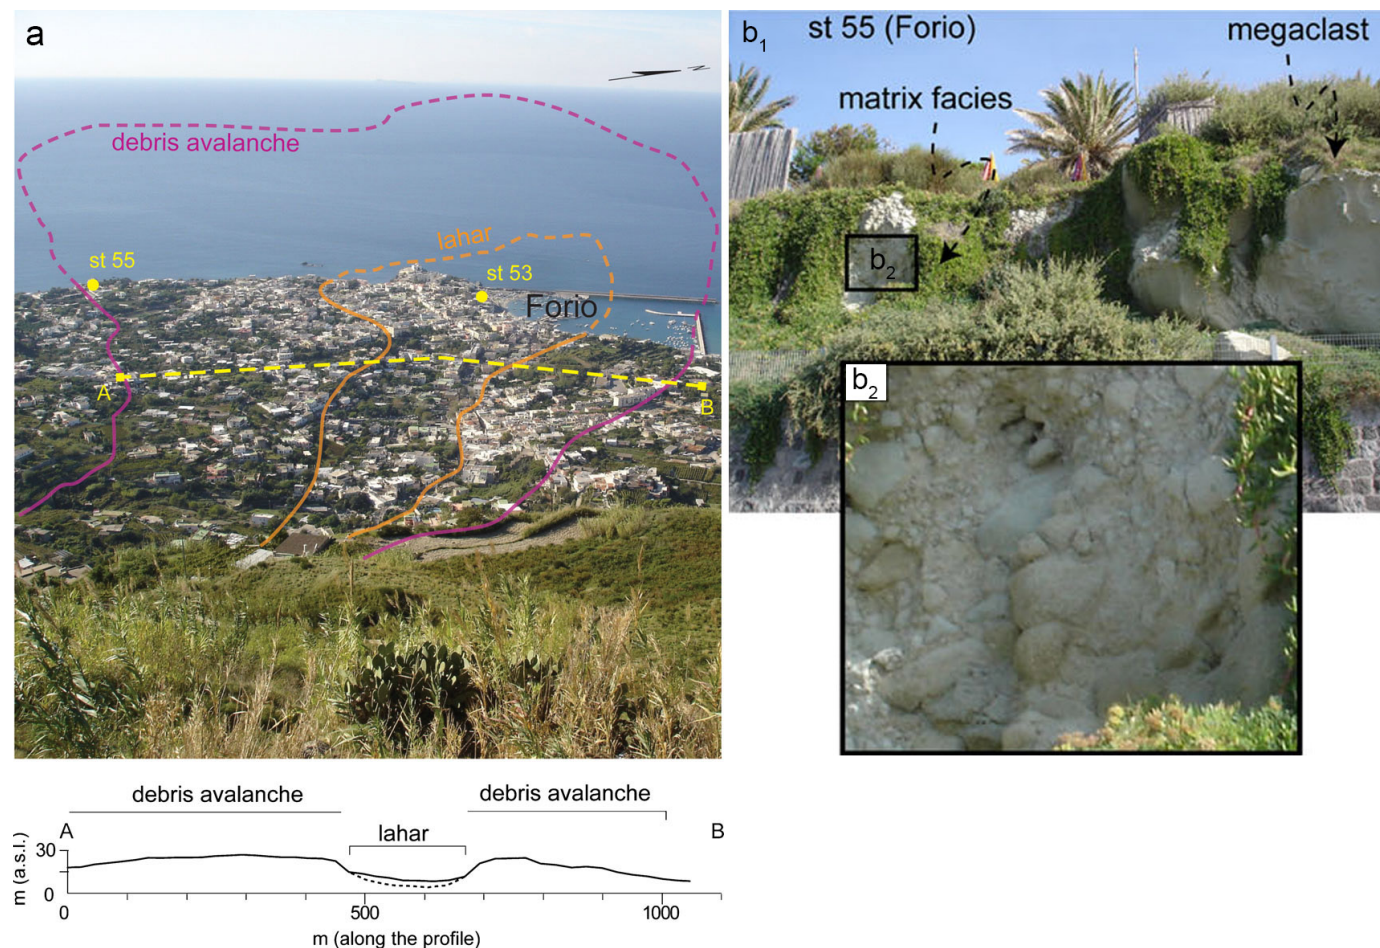 a
N
debris avalanche
lahar
st 55
st 53
Forio
A
B
b1
st 55 (Forio)
megaclast
matrix facies
b2
b2
debris avalanche
debris avalanche
A
lahar
B
m (a.s.l.)
30
0
0
500
1000
m (along the profile)